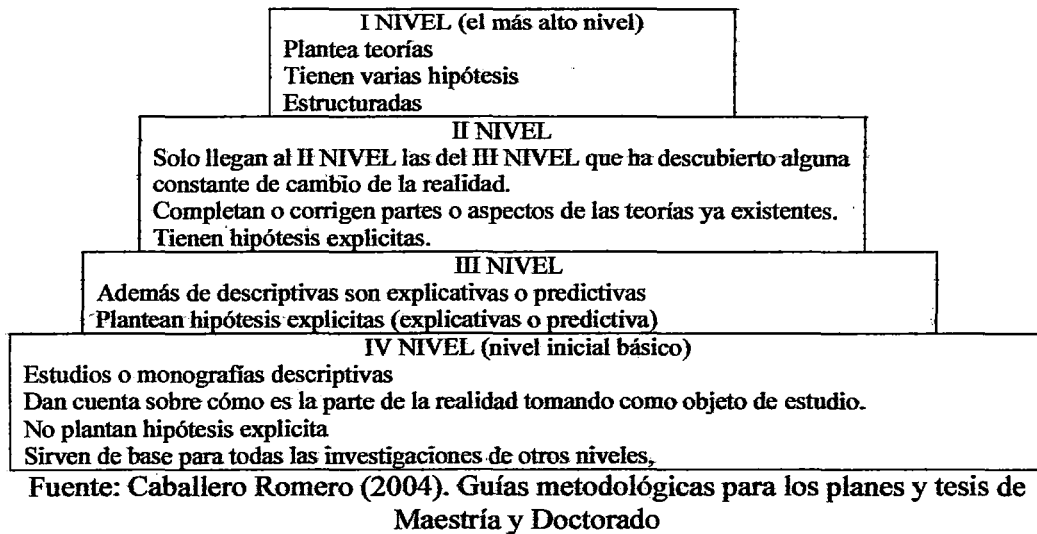 I NIVEL (el más alto nivel)
Plantea teorías
Tienen varias hipótesis
Estructuradas
II NIVEL
Solo llegan al II NIVEL las del III NIVEL que ha descubierto alguna
constante de cambio de la realidad.
Completan o corrigen partes o aspectos de las teorías ya existentes.
Tienen hipótesis explicitas.
III NIVEL
Además de descriptivas son explicativas o predictivas
Plantean hipótesis explicitas (explicativas o predictiva)
IV NIVEL (nivel inicial básico)
Estudios o monografías descriptivas
Dan cuenta sobre cómo es la parte de la realidad tomando como objeto de estudio.
No plantan hipótesis explicita
Sirven de base para todas las investigaciones de otros niveles,
Fuente: Caballero Romero (2004). Guías metodológicas para los planes y tesis de
Maestría y Doctorado